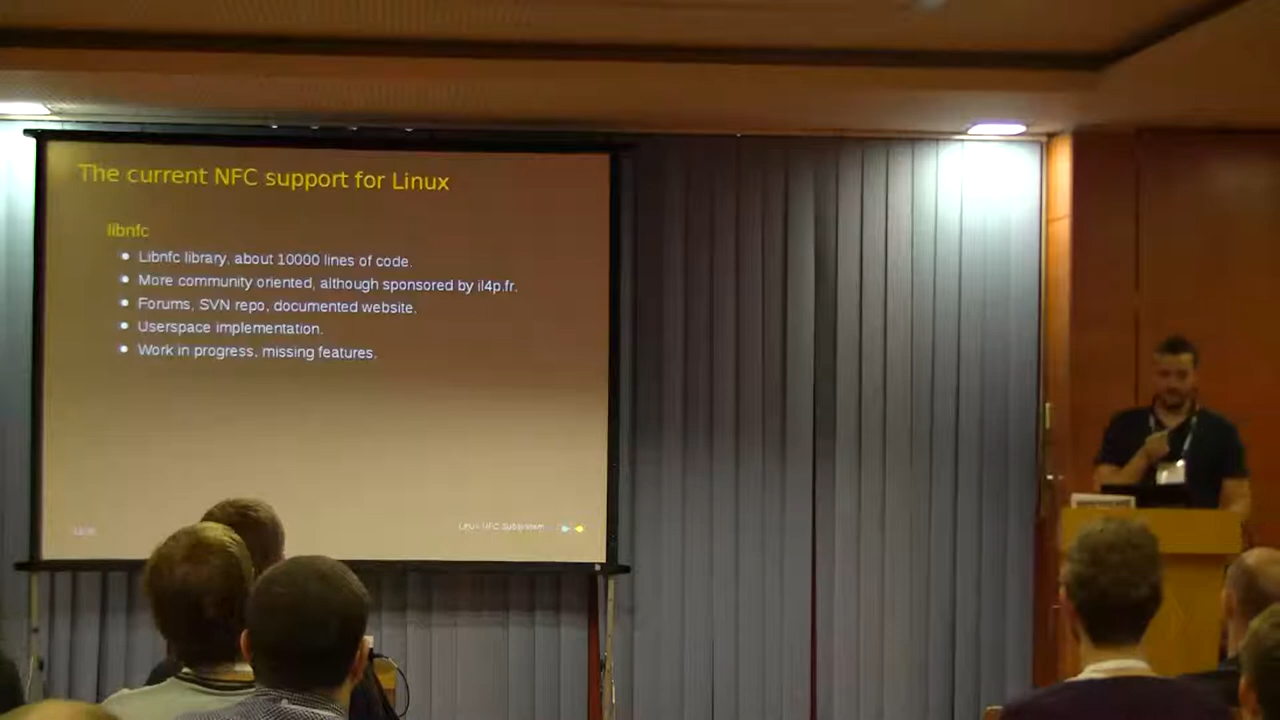 The current NFC support for Linux
libnfc
Libnfc library, about 10000 lines of code.
More community oriented, although sponsored by il4p.fr.
Forums, SVN repo, documented website.
Userspace implementation.
Work in progress, missing features.
Linux NFC Subsystem